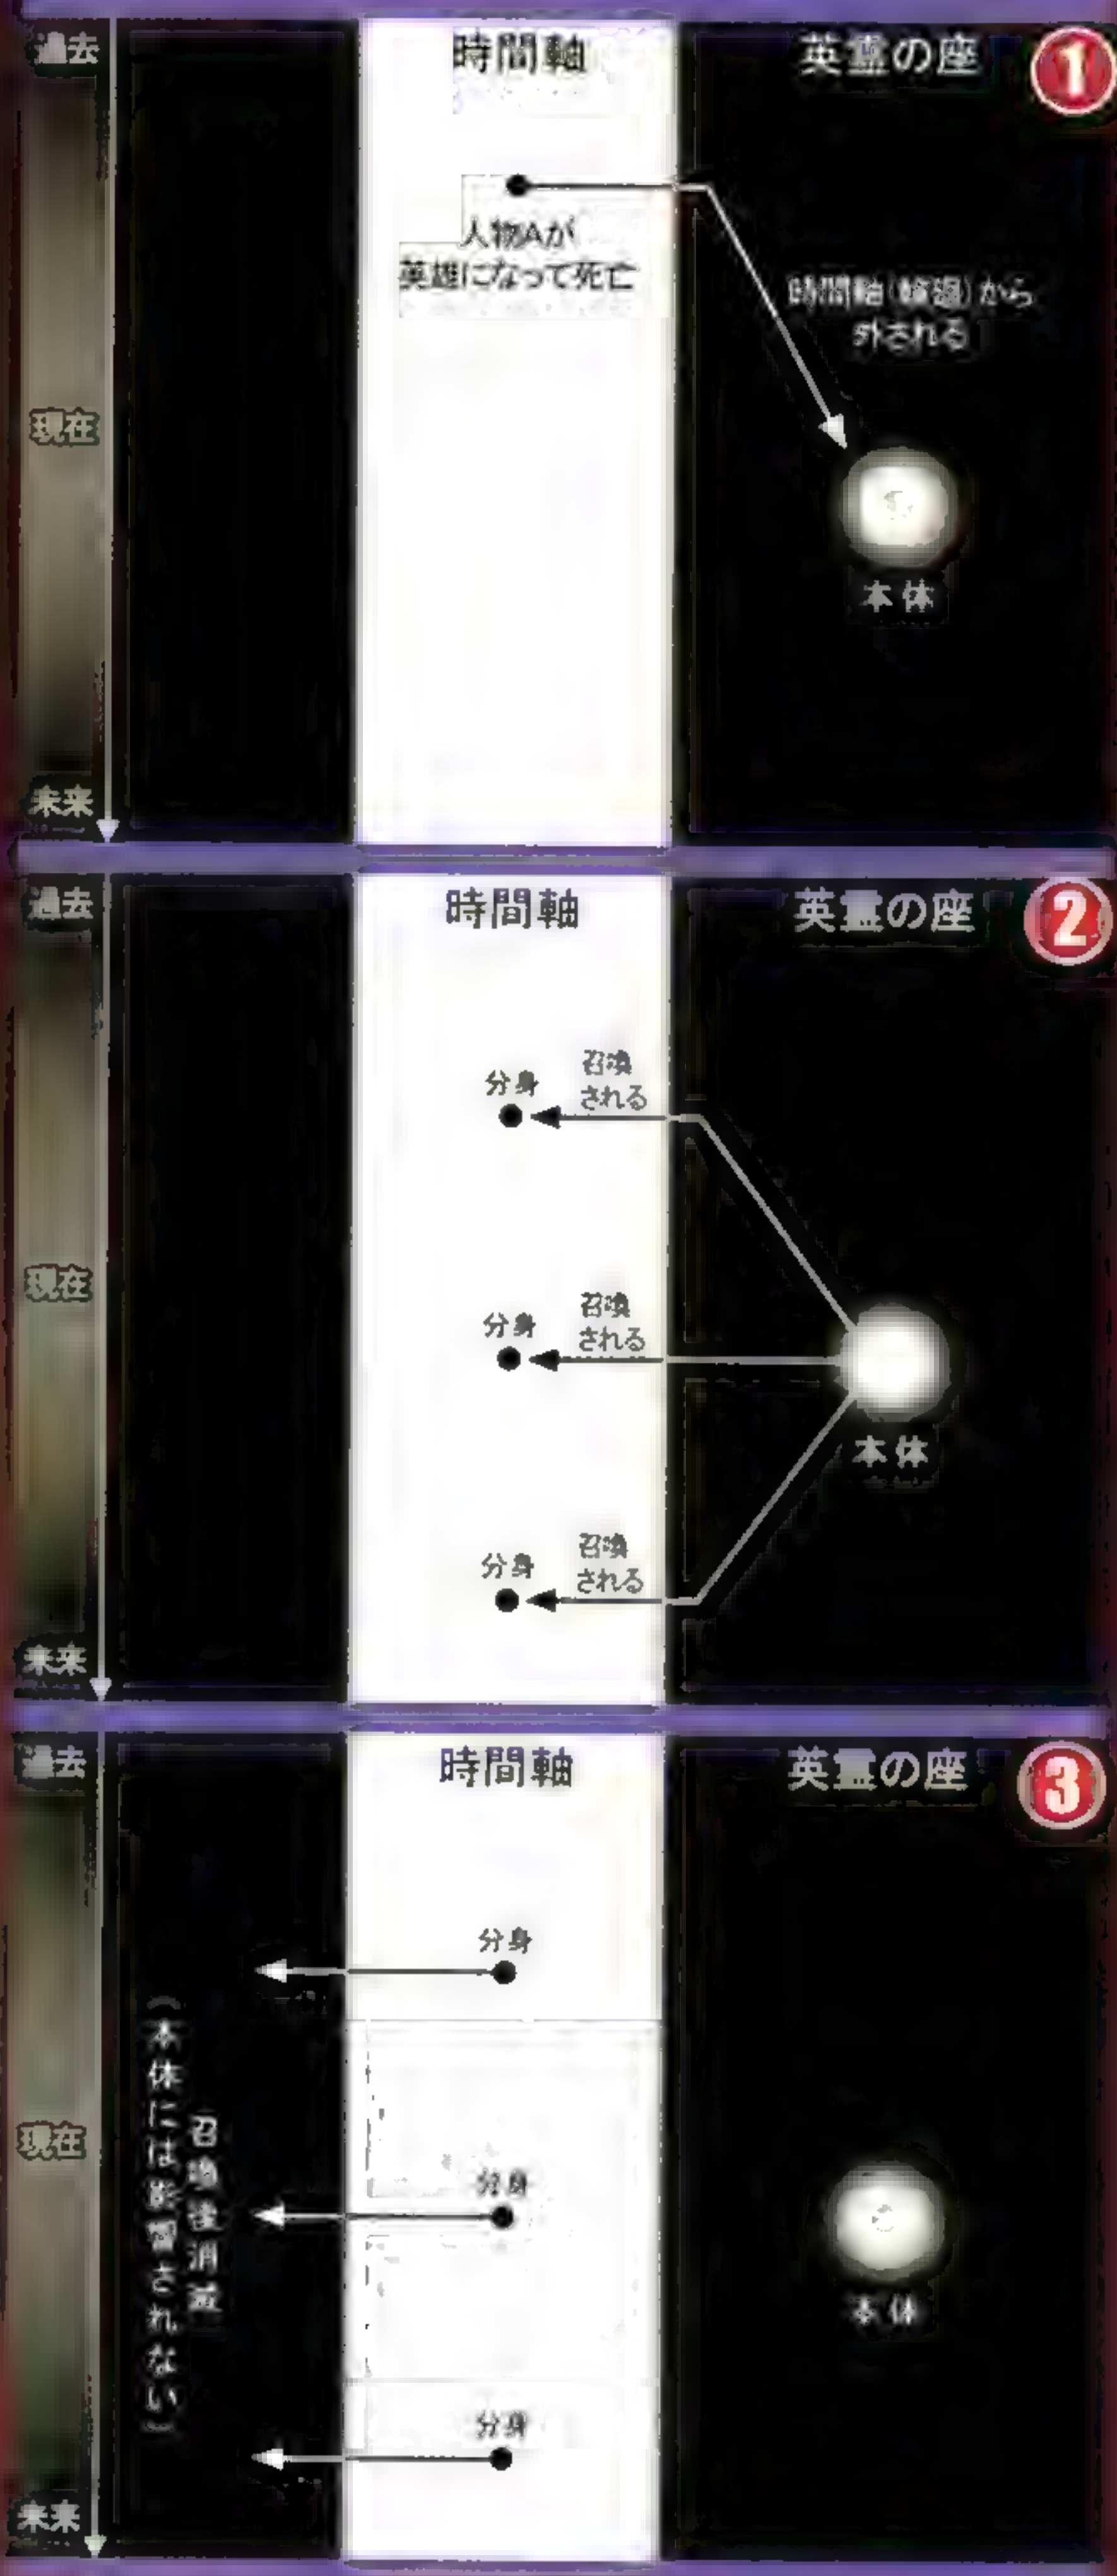 過去
時間軸
英霊の座
1
人物Aが
英雄になって死亡
時間軸(輪廻)から
外される
現在
本体
未来
過去
時間軸
英霊の座
2
分身
召喚
される
現在
分身
召喚
される
本体
分身
召喚
される
未来
過去
時間軸
英霊の座
3
分身
召喚後消滅
(本体には影響されない)
現在
分身
本体
分身
未来